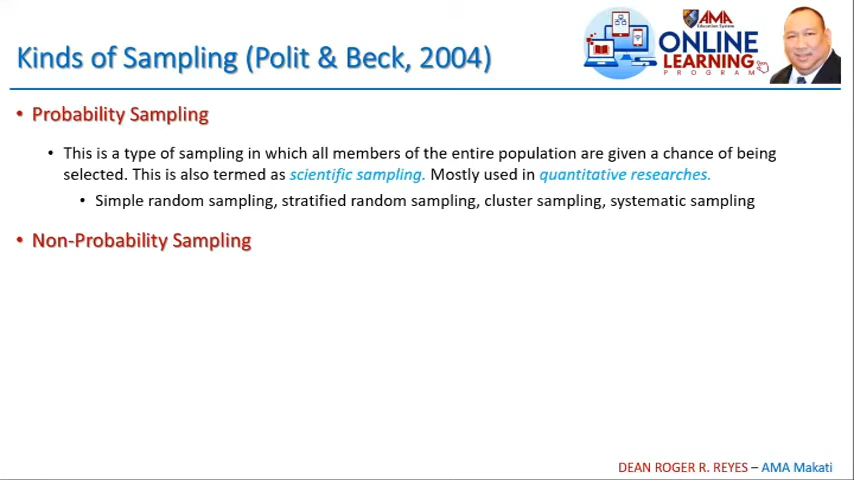 Kinds of Sampling (Polit & Beck, 2004)
AMA
Education System
ONLINE
LEARNING
PROGRAM
• Probability Sampling
• This is a type of sampling in which all members of the entire population are given a chance of being
selected. This is also termed as scientific sampling. Mostly used in quantitative researches.
• Simple random sampling, stratified random sampling, cluster sampling, systematic sampling
• Non-Probability Sampling
DEAN ROGER R. REYES – AMA Makati